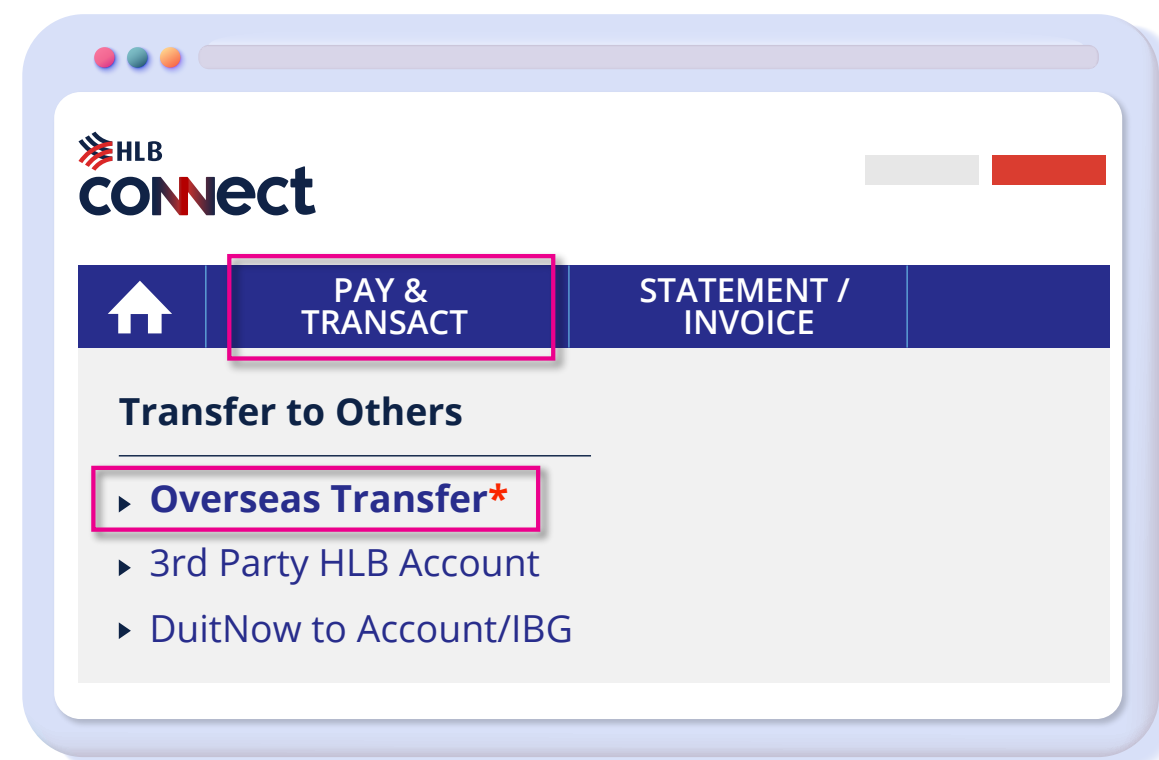 HLB
CONNect
PAY &
TRANSACT
STATEMENT /
INVOICE
Transfer to Others
Overseas Transfer*
3rd Party HLB Account
DuitNow to Account/IBG